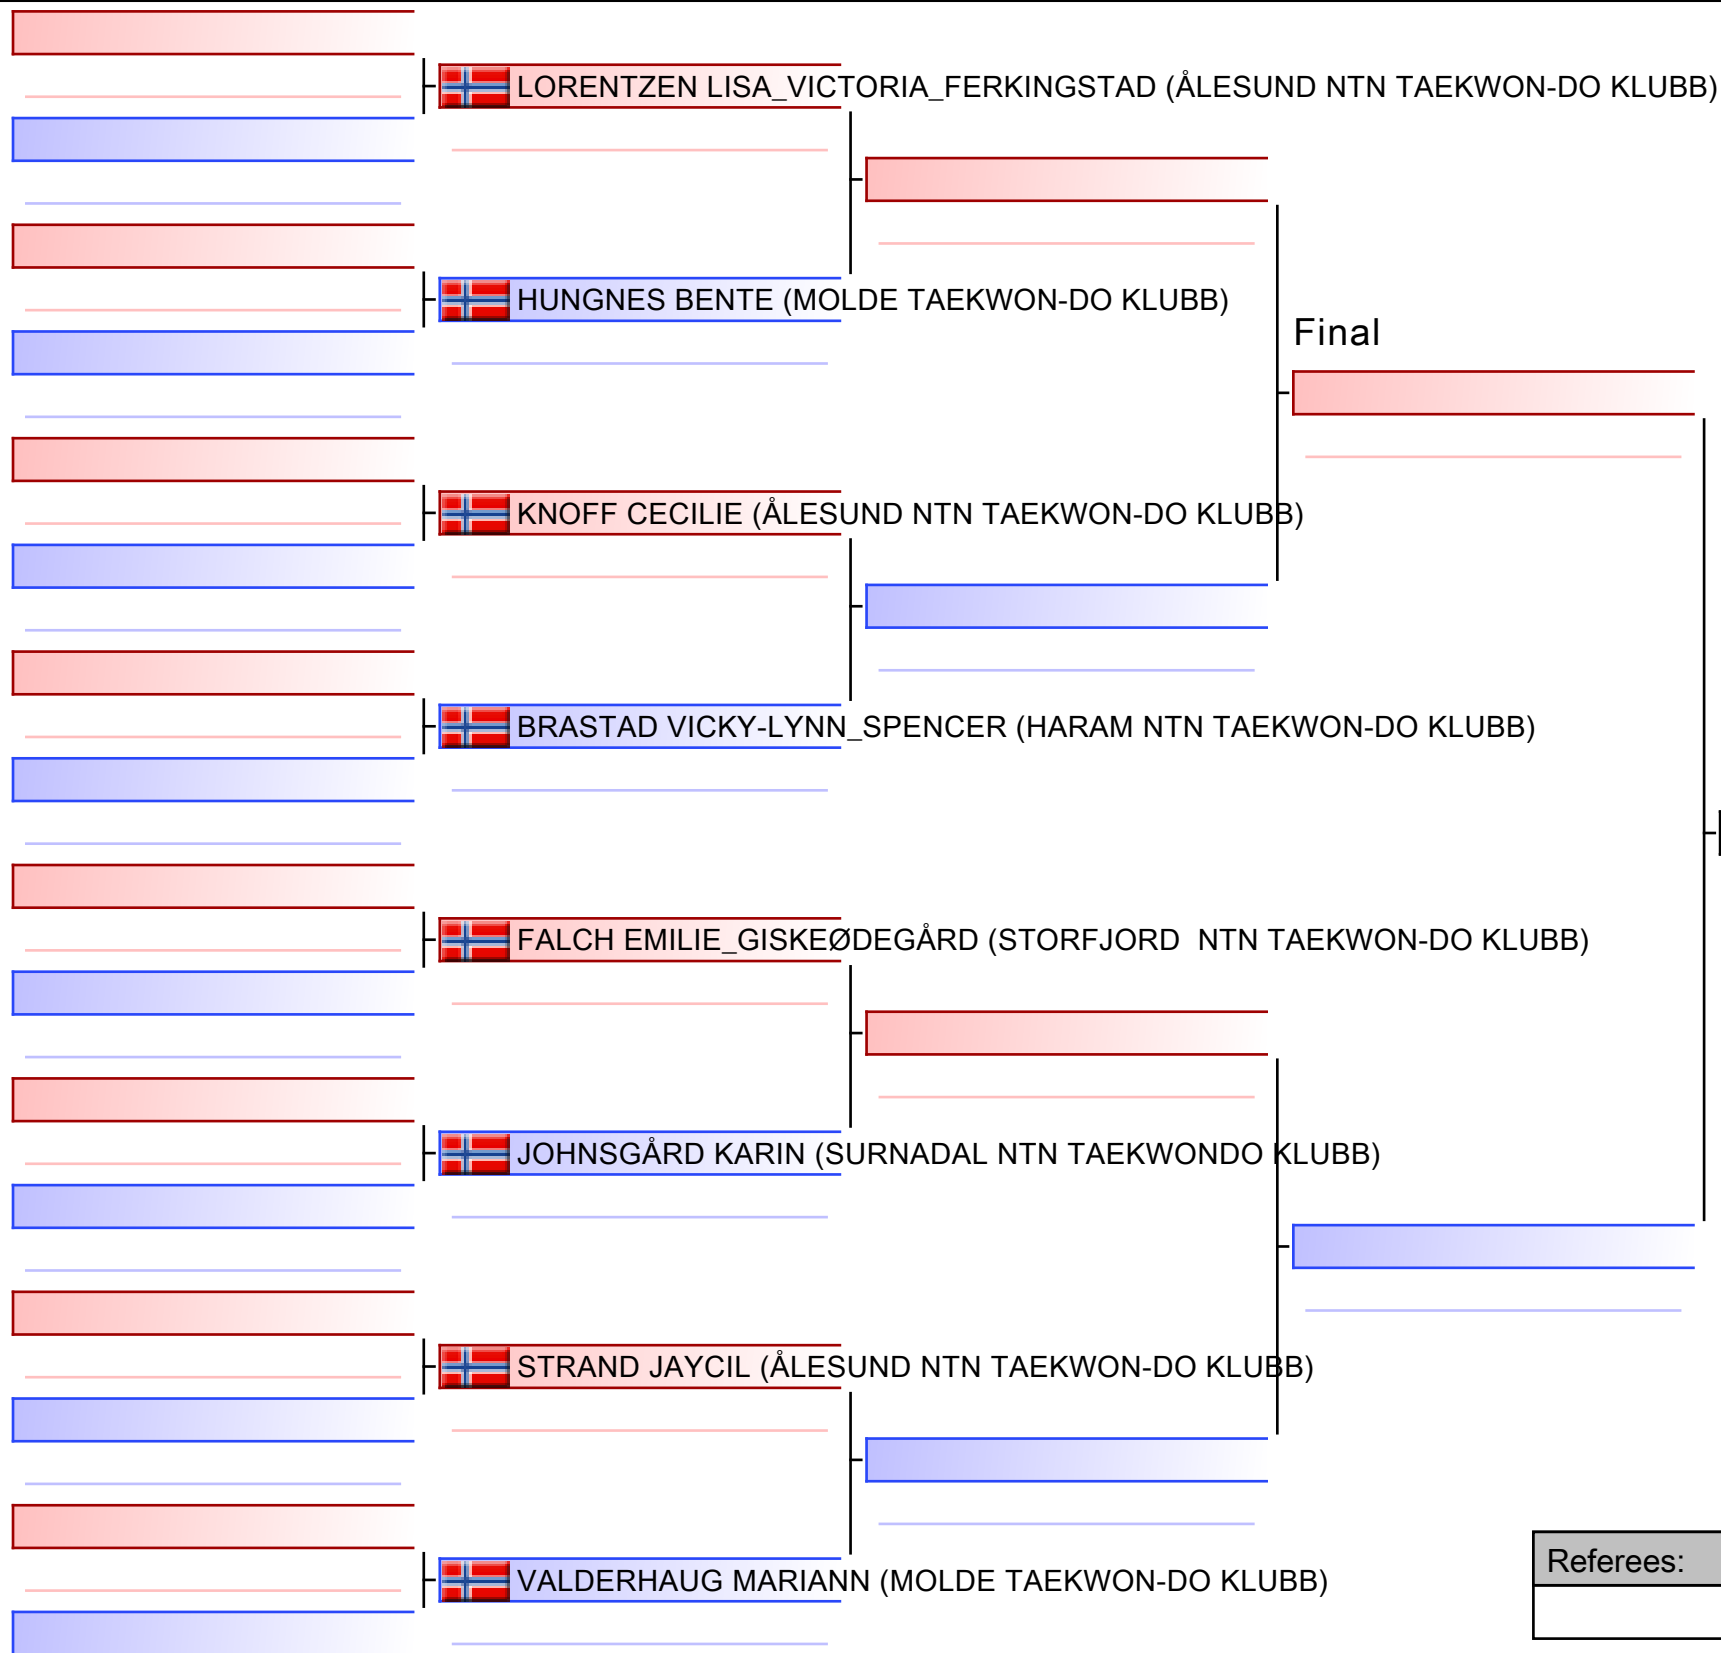 LORENTZEN LISA_VICTORIA_FERKINGSTAD (ÅLESUND NTN TAEKWON-DO KLUBB)
HUNGNES BENTE (MOLDE TAEKWON-DO KLUBB)
Final
KNOFF CECILIE (ÅLESUND NTN TAEKWON-DO KLUBB)
BRASTAD VICKY-LYNN_SPENCER (HARAM NTN TAEKWON-DO KLUBB)
FALCH EMILIE_GISKEØDEGÅRD (STORFJORD  NTN TAEKWON-DO KLUBB)
JOHNSGÅRD KARIN (SURNADAL NTN TAEKWONDO KLUBB)
STRAND JAYCIL (ÅLESUND NTN TAEKWON-DO KLUBB)
Referees:
VALDERHAUG MARIANN (MOLDE TAEKWON-DO KLUBB)